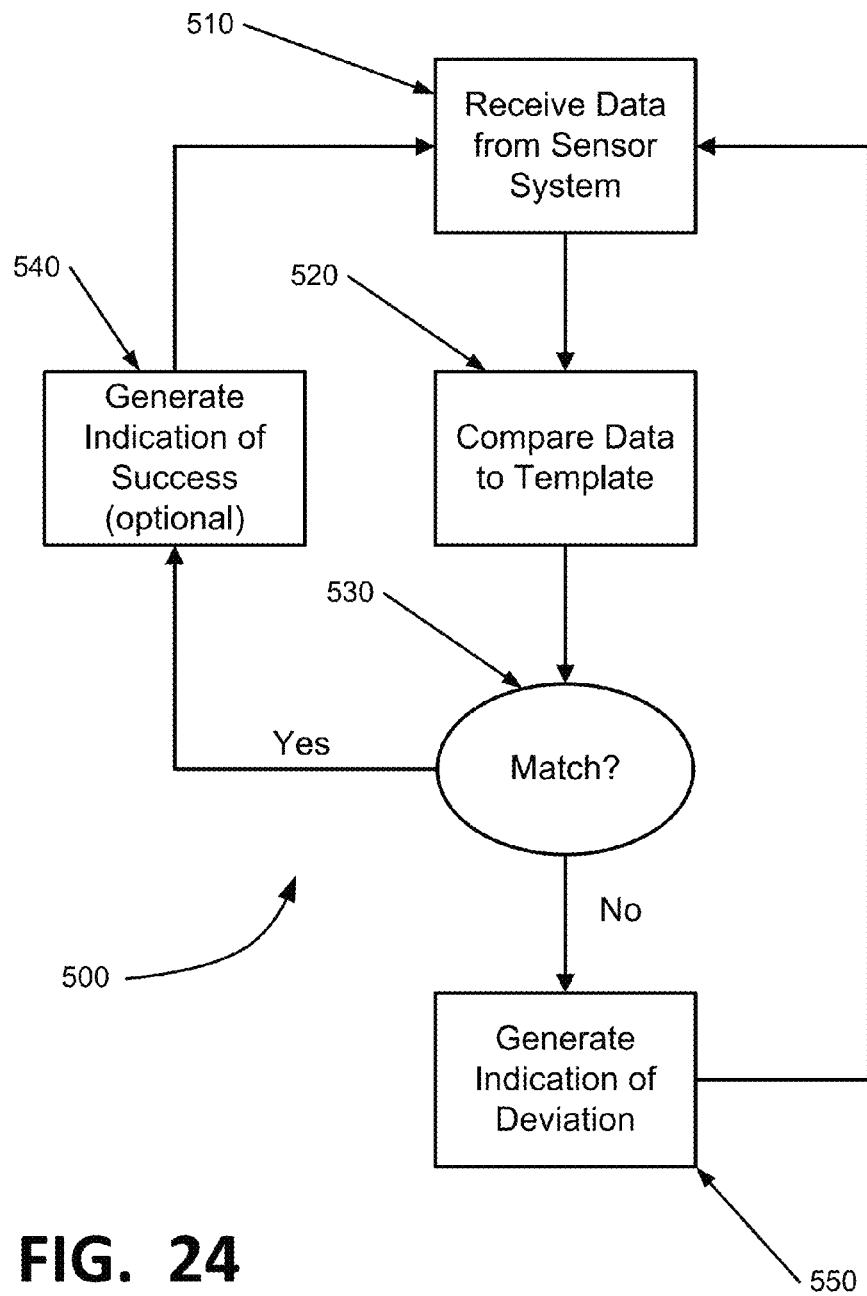 510
Receive Data
from Sensor
System
540
520
Generate
Indication of
Success
(optional)
Compare Data
to Template
530
Yes
Match?
No
500
Generate
Indication of
Deviation
FIG. 24
550